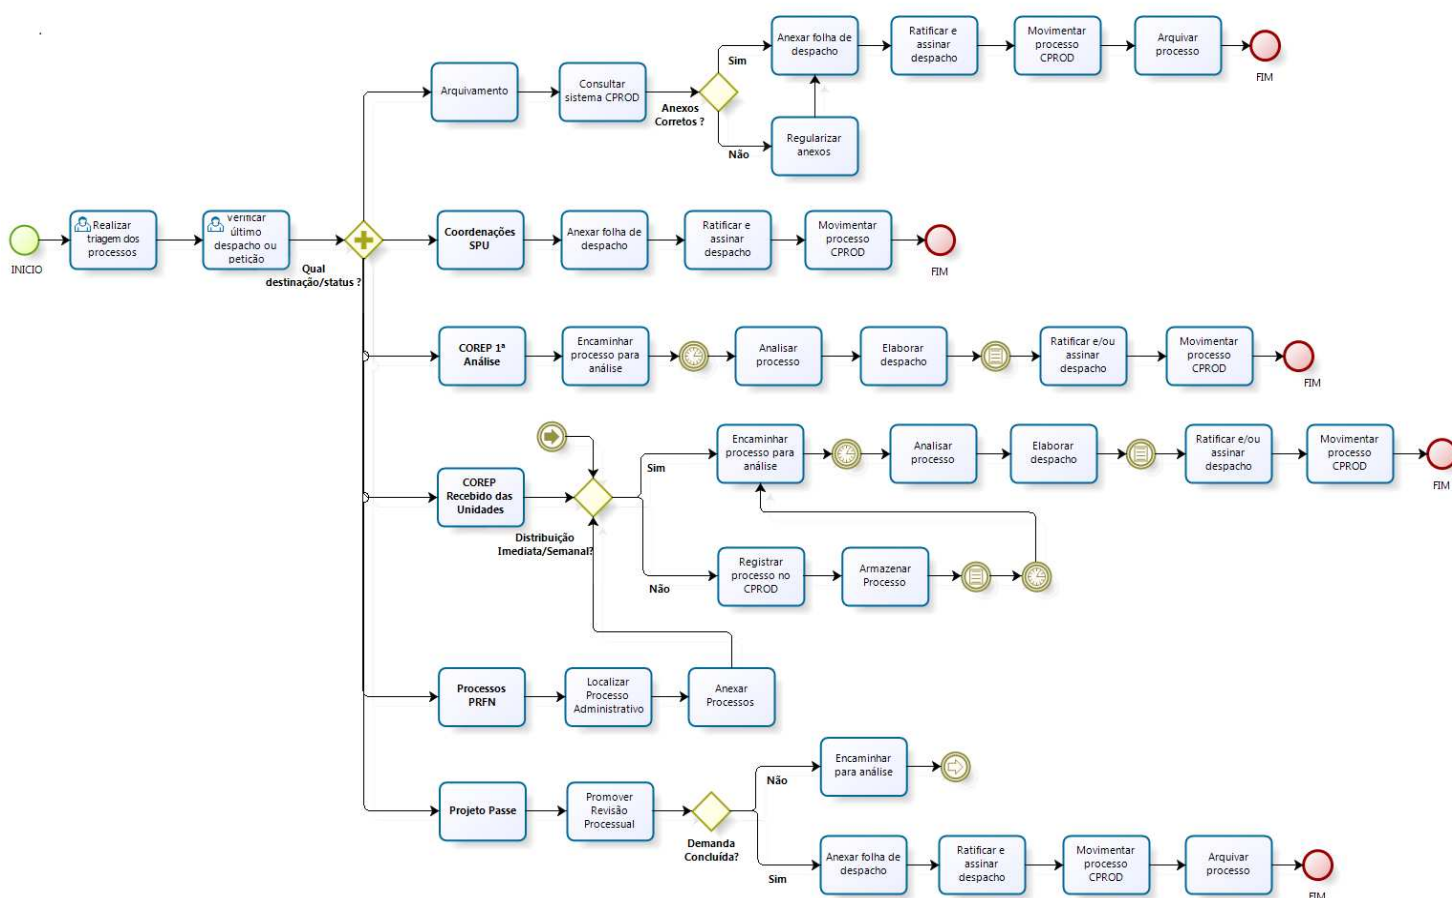 Anexar folha de
despacho
Ratificar e
assinar
despacho
Movimentar
processo
CPROD
Arquivar
processo
FIM
Sim
Arquivamento
Consultar
sistema CPROD
Anexos
Corretos ?
Não
Regularizar
anexos
INICIO
Realizar
triagem dos
processos
Verificar
último
despacho ou
petição
Qual
destinação/status ?
Coordenações
SPU
Anexar folha de
despacho
Ratificar e
assinar
despacho
Movimentar
processo
CPROD
FIM
COREP 1ª
Análise
Encaminhar
processo para
análise
Analisar
processo
Elaborar
despacho
Ratificar e/ou
assinar
despacho
Movimentar
processo
CPROD
FIM
COREP
Recebido das
Unidades
Distribuição
Imediata/Semanal?
Sim
Encaminhar
processo para
análise
Analisar
processo
Elaborar
despacho
Ratificar e/ou
assinar
despacho
Movimentar
processo
CPROD
FIM
Não
Registrar
processo no
CPROD
Armazenar
Processo
Processos
PRFN
Localizar
Processo
Administrativo
Anexar
Processos
Projeto Passe
Promover
Revisão
Processual
Demanda
Concluída?
Não
Encaminhar
para análise
Sim
Anexar folha de
despacho
Ratificar e
assinar
despacho
Movimentar
processo
CPROD
Arquivar
processo
FIM